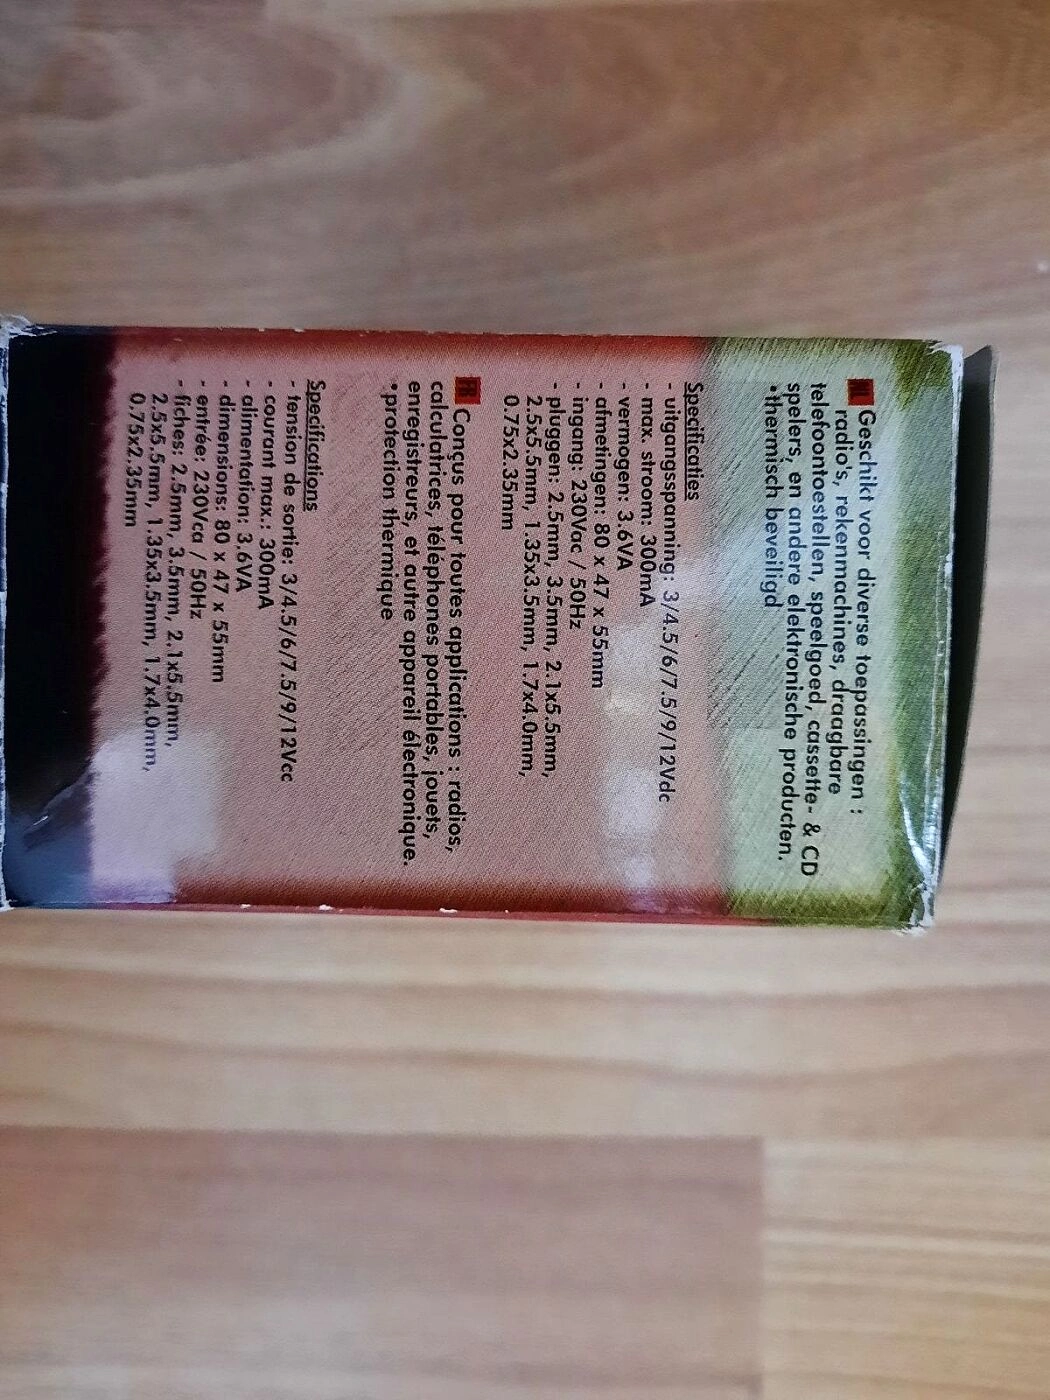 NL Geschikt voor diverse toepassingen :
radio's, rekenmachines, draagbare
telefoontoestellen, speelgoed, cassette- & CD
spelers, en andere elektronische producten.
•thermisch beveiligd
Specificaties
- uitgangsspanning: 3/4.5/6/7.5/9/12Vdc
- max. stroom: 300mA
- vermogen: 3.6VA
- afmetingen: 80 x 47 x 55mm
- ingang: 230Vac / 50Hz
- pluggen: 2.5mm, 3.5mm, 2.1x5.5mm,
2.5x5.5mm, 1.35x3.5mm, 1.7x4.0mm,
0.75x2.35mm
FR Conçus pour toutes applications : radios,
calculatrices, téléphones portables, jouets,
enregistreurs, et autre appareil électronique.
•protection thermique
Specifications
- tension de sortie: 3/4.5/6/7.5/9/12Vcc
- courant max.: 300mA
- alimentation: 3.6VA
- dimensions: 80 x 47 x 55mm
- entrée: 230Vca / 50Hz
- fiches: 2.5mm, 3.5mm, 2.1x5.5mm,
2.5x5.5mm, 1.35x3.5mm, 1.7x4.0mm,
0.75x2.35mm